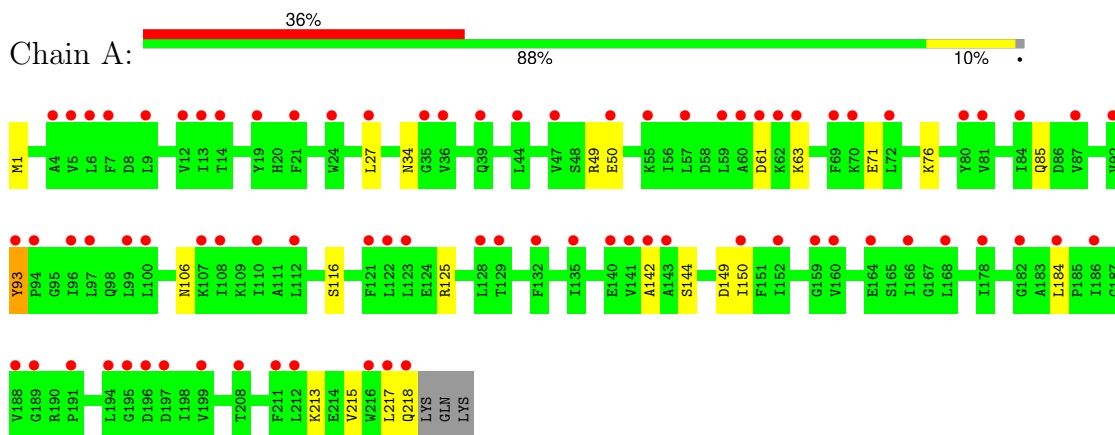 36%
Chain A:
88% 10% •
M1 A4 V5 L6 F7 D8 L9 V12 I13 T14 Y19 H20 F21 W24 L27 N34 G35 V36 Q39 L44 V47 S48 R49 E50 K55 I56 L57 D58 L59 A60 D61 K62 K63 F69 K70 E71 L72 K76 Y80 V81 I84 Q85 D86 V87
Y93 P94 G95 I96 L97 Q98 L99 L100 N106 K107 I108 K109 I110 A111 L112 S116 F121 L122 L123 E124 R125 L128 T129 F132 I135 E140 V141 A142 A143 S144 D149 I150 F151 I152 G159 V160 E164 S165 I166 G167 L168 I178 G182 A183 L184 P185 I186
V188 G189 R190 P191 L194 G195 D196 D197 I198 V199 T208 F211 L212 K213 E214 V215 W216 L217 Q218 LYS GLN LYS